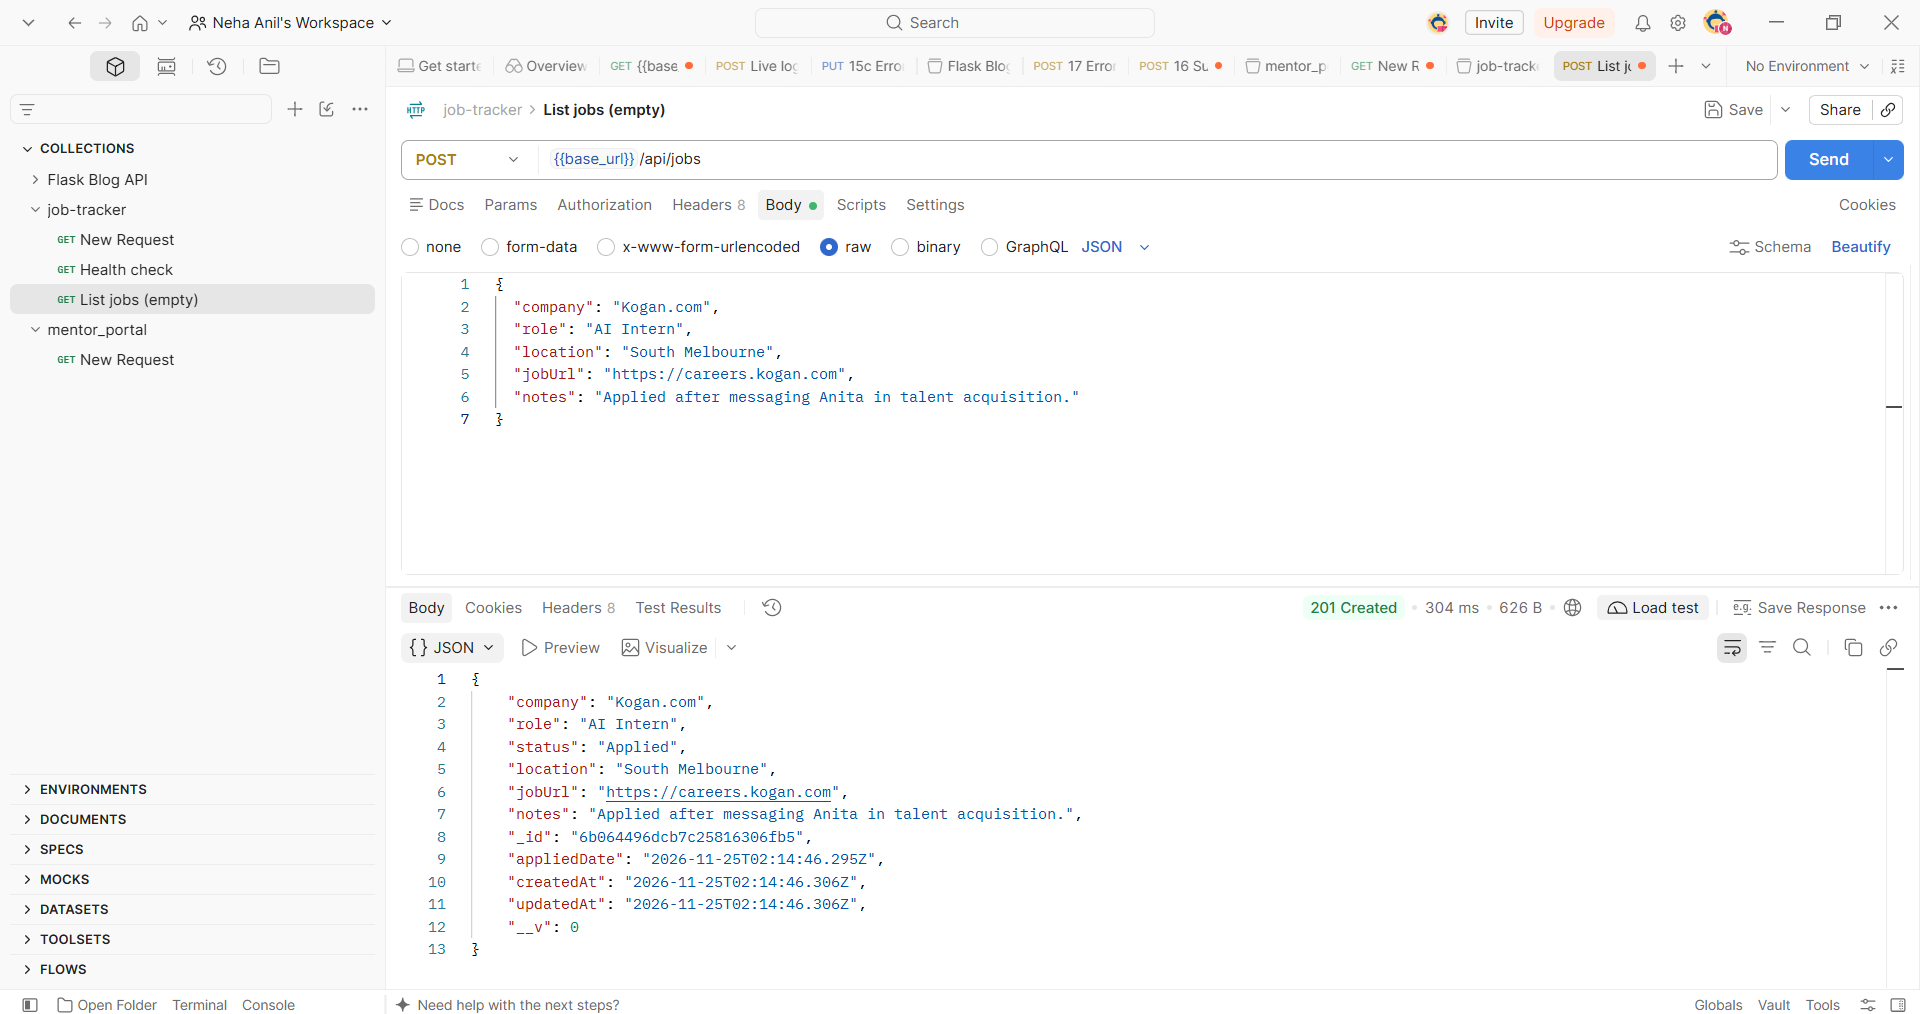 Neha Anil's Workspace
Search
Invite
Upgrade
Get starte
Overview
GET {{base
POST Live log
PUT 15c Erro
Flask Blog
POST 17 Erro
POST 16 Su
mentor_p
GET New R
job-track
POST List j
No Environment
job-tracker > List jobs (empty)
Save
Share
POST
{{base_url}} /api/jobs
Send
Docs
Params
Authorization
Headers 8
Body
Scripts
Settings
Cookies
none
form-data
x-www-form-urlencoded
raw
binary
GraphQL
JSON
Schema
Beautify
1 {
2 "company": "Kogan.com",
3 "role": "AI Intern",
4 "location": "South Melbourne",
5 "jobUrl": "https://careers.kogan.com",
6 "notes": "Applied after messaging Anita in talent acquisition."
7 }
COLLECTIONS
Flask Blog API
job-tracker
GET New Request
GET Health check
GET List jobs (empty)
mentor_portal
GET New Request
ENVIRONMENTS
DOCUMENTS
SPECS
MOCKS
DATASETS
TOOLSETS
FLOWS
Body
Cookies
Headers 8
Test Results
201 Created
304 ms
626 B
Load test
e.g. Save Response
{} JSON
Preview
Visualize
1 {
2 "company": "Kogan.com",
3 "role": "AI Intern",
4 "status": "Applied",
5 "location": "South Melbourne",
6 "jobUrl": "https://careers.kogan.com",
7 "notes": "Applied after messaging Anita in talent acquisition.",
8 "_id": "6b064496dcb7c25816306fb5",
9 "appliedDate": "2026-11-25T02:14:46.295Z",
10 "createdAt": "2026-11-25T02:14:46.306Z",
11 "updatedAt": "2026-11-25T02:14:46.306Z",
12 "__v": 0
13 }
Open Folder
Terminal
Console
Need help with the next steps?
Globals
Vault
Tools